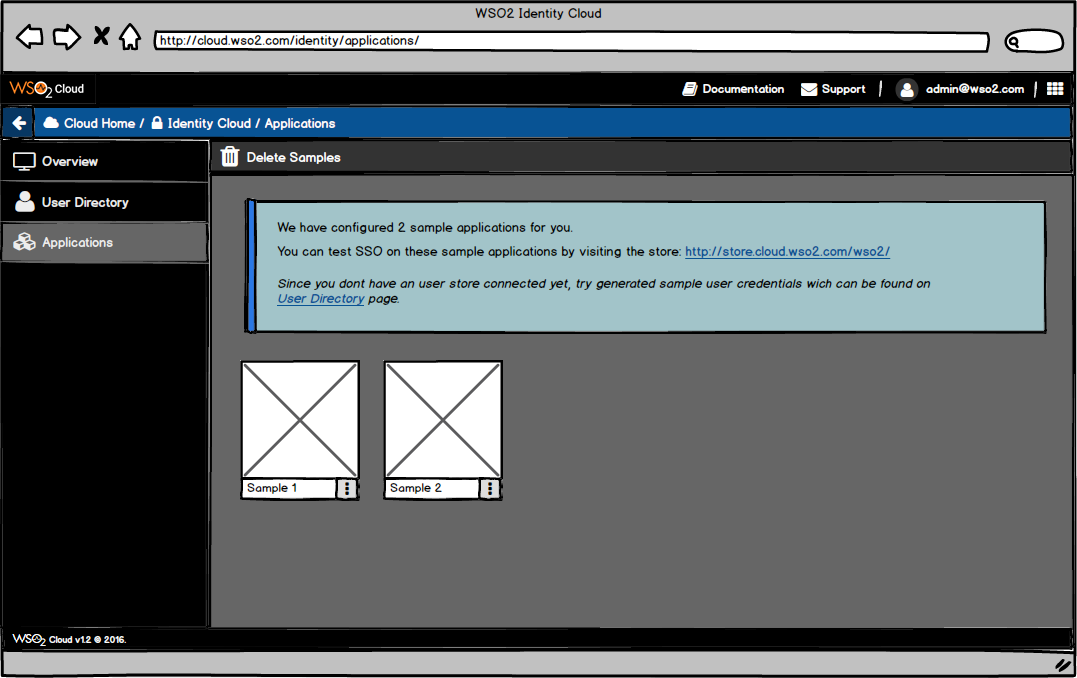 WSO2 Identity Cloud
http://cloud.wso2.com/identity/applications/
WSO2 Cloud
Documentation
Support
|
admin@wso2.com
|
Cloud Home / Identity Cloud / Applications
Overview
Delete Samples
User Directory
Applications
We have configured 2 sample applications for you.
You can test SSO on these sample applications by visiting the store: http://store.cloud.wso2.com/wso2/
Since you dont have an user store connected yet, try generated sample user credentials wich can be found on
User Directory page.
Sample 1
Sample 2
WSO2 Cloud v1.2 © 2016.